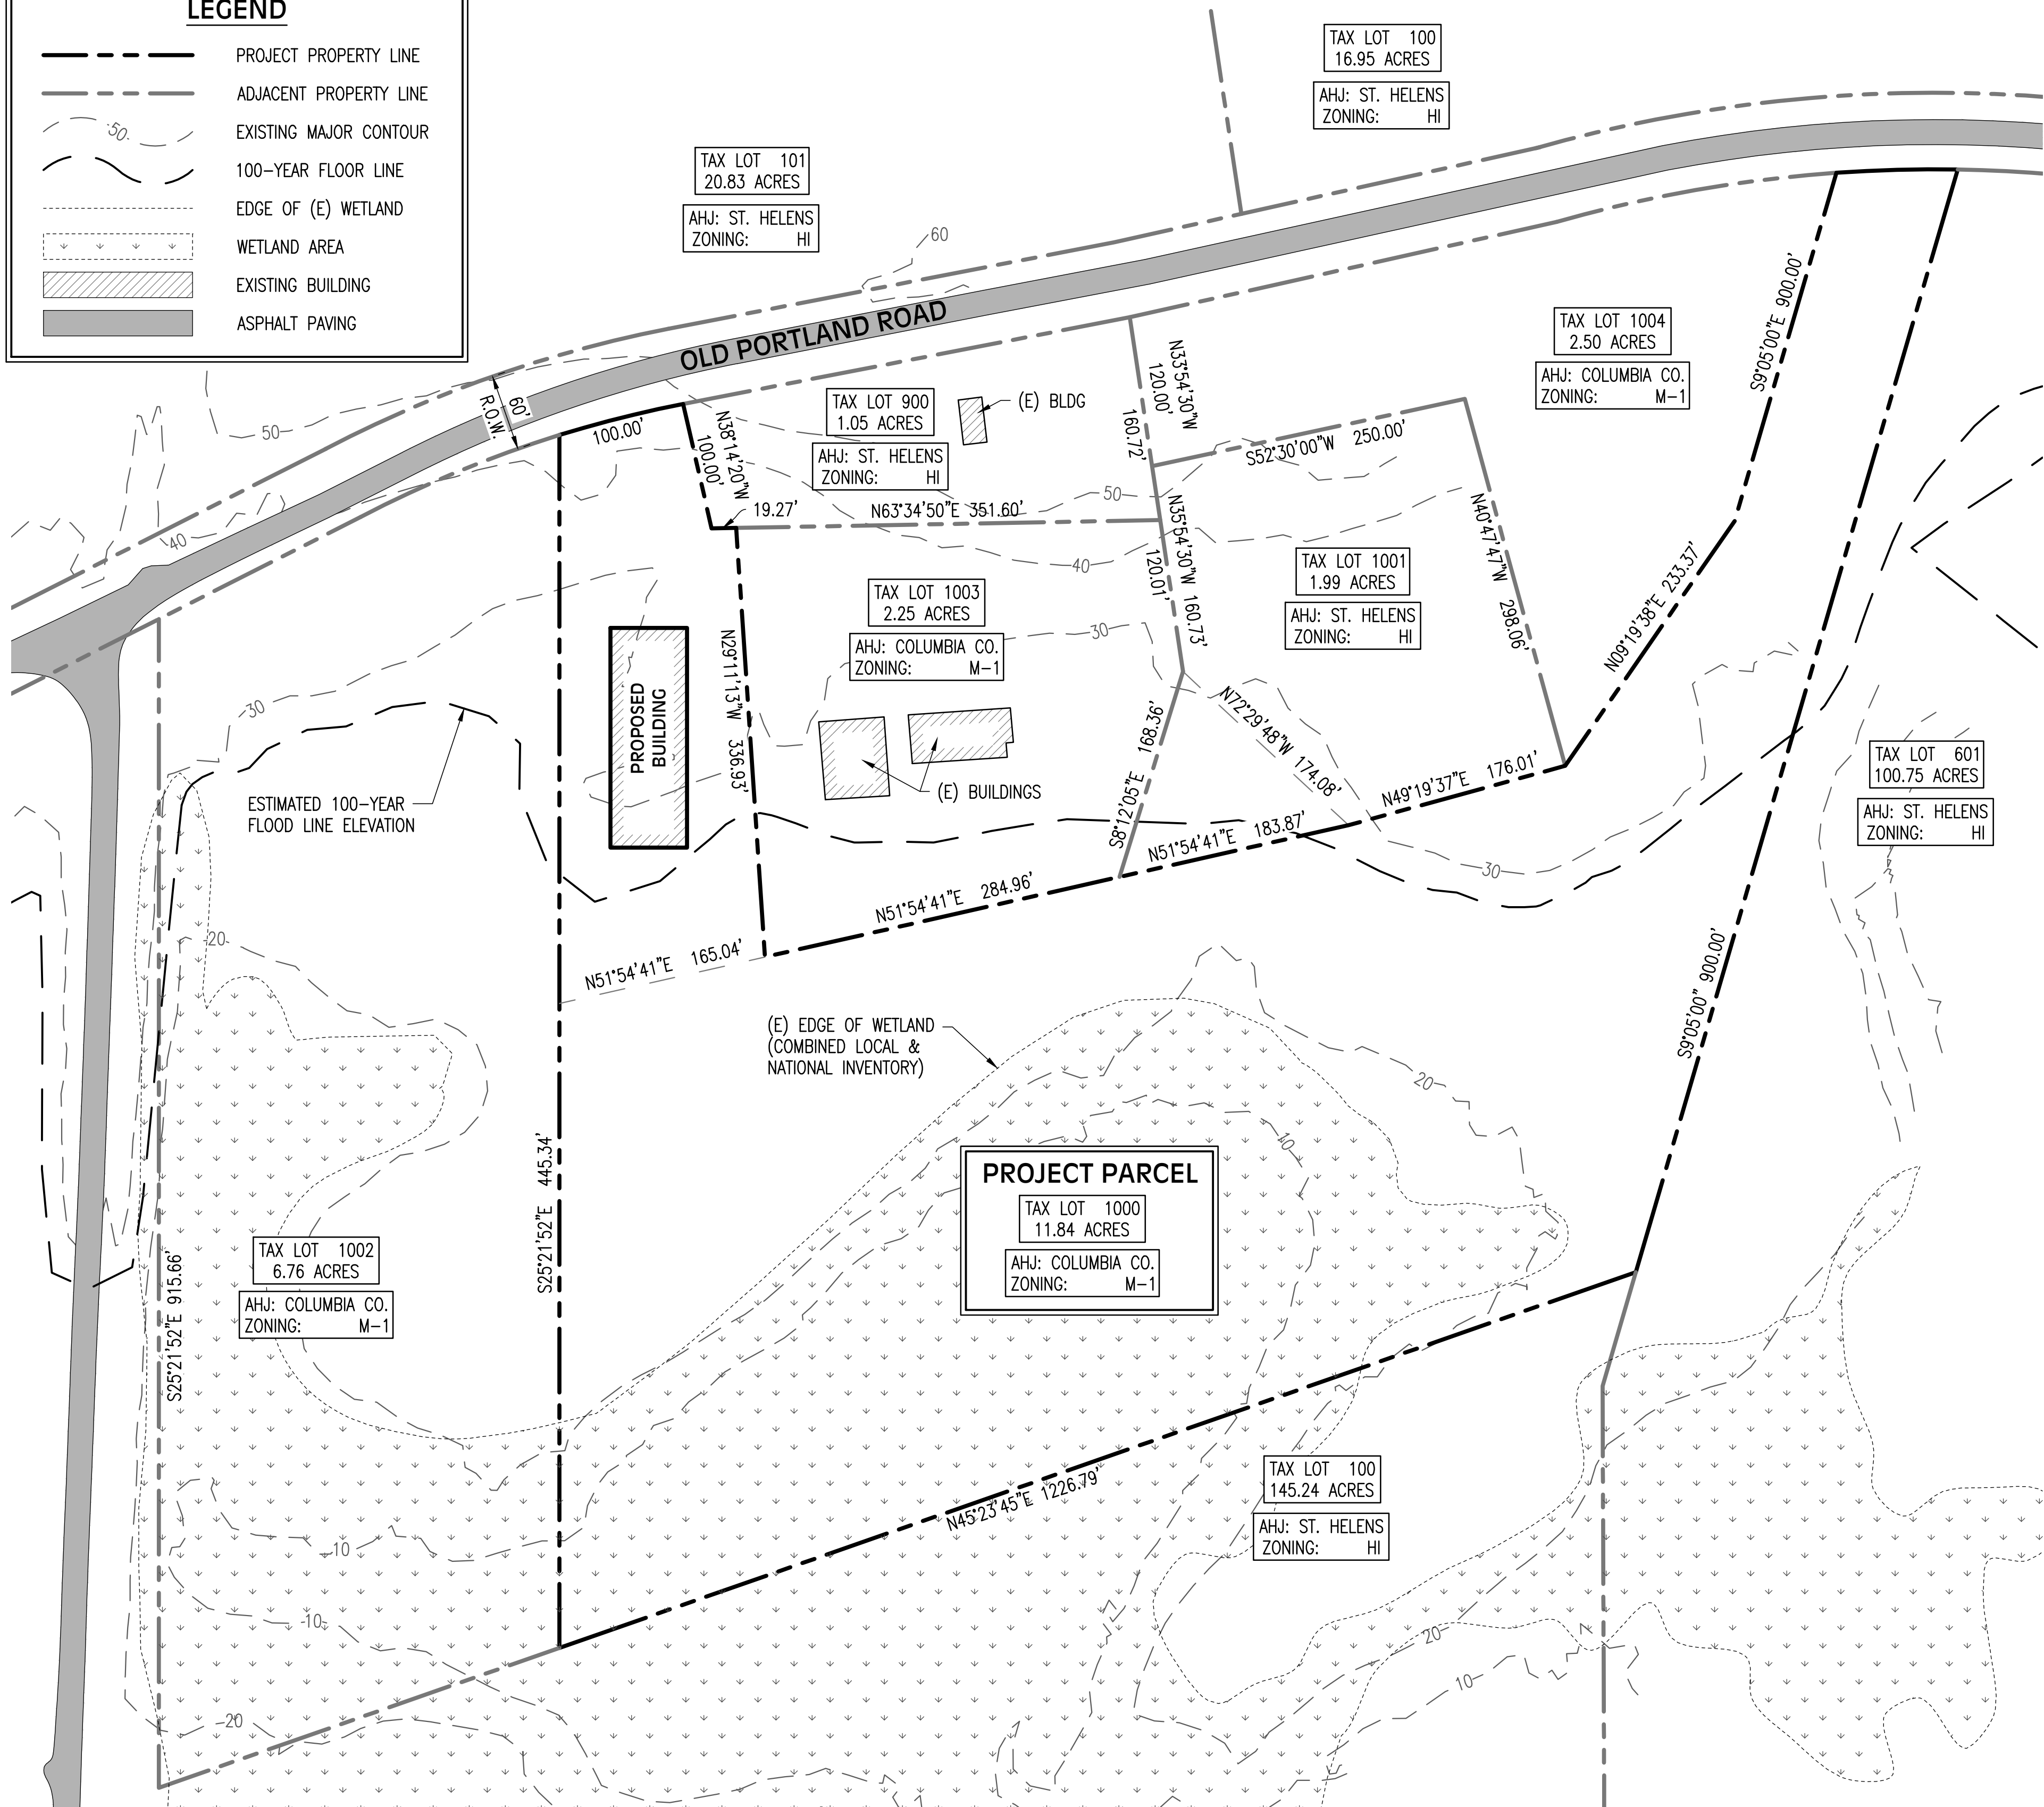 LEGEND
PROJECT PROPERTY LINE
ADJACENT PROPERTY LINE
50
EXISTING MAJOR CONTOUR
100-YEAR FLOOR LINE
EDGE OF (E) WETLAND
WETLAND AREA
EXISTING BUILDING
ASPHALT PAVING
TAX LOT 100
16.95 ACRES
AHJ: ST. HELENS
ZONING: HI
TAX LOT 101
20.83 ACRES
AHJ: ST. HELENS
ZONING: HI
60
OLD PORTLAND ROAD
60'
R.O.W.
50
40
100.00'
N38°14'20"W
100.00'
19.27'
TAX LOT 900
1.05 ACRES
AHJ: ST. HELENS
ZONING: HI
(E) BLDG
N63°34'50"E 351.60'
50
40
N33°54'30"W
120.00'
160.72'
S52°30'00"W 250.00'
N35°54'30"W 160.73'
120.01'
N40°47'47"W 298.06'
TAX LOT 1004
2.50 ACRES
AHJ: COLUMBIA CO.
ZONING: M-1
S9°05'00"E 900.00'
N09°19'38"E 233.37'
TAX LOT 1001
1.99 ACRES
AHJ: ST. HELENS
ZONING: HI
TAX LOT 1003
2.25 ACRES
AHJ: COLUMBIA CO.
ZONING: M-1
30
30
PROPOSED
BUILDING
N29°11'13"W 336.93'
(E) BUILDINGS
S8°12'05"E 168.36'
N72°29'48"W 174.08'
N49°19'37"E 176.01'
N51°54'41"E 183.87'
N51°54'41"E 284.96'
N51°54'41"E 165.04'
30
TAX LOT 601
100.75 ACRES
AHJ: ST. HELENS
ZONING: HI
ESTIMATED 100-YEAR
FLOOD LINE ELEVATION
20
S9°05'00" 900.00'
(E) EDGE OF WETLAND
(COMBINED LOCAL &
NATIONAL INVENTORY)
20
10
PROJECT PARCEL
TAX LOT 1000
11.84 ACRES
AHJ: COLUMBIA CO.
ZONING: M-1
S25°21'52"E 445.34'
S25°21'52"E 915.66'
TAX LOT 1002
6.76 ACRES
AHJ: COLUMBIA CO.
ZONING: M-1
N45°23'45"E 1226.79'
TAX LOT 100
145.24 ACRES
AHJ: ST. HELENS
ZONING: HI
10
10
20
20
10